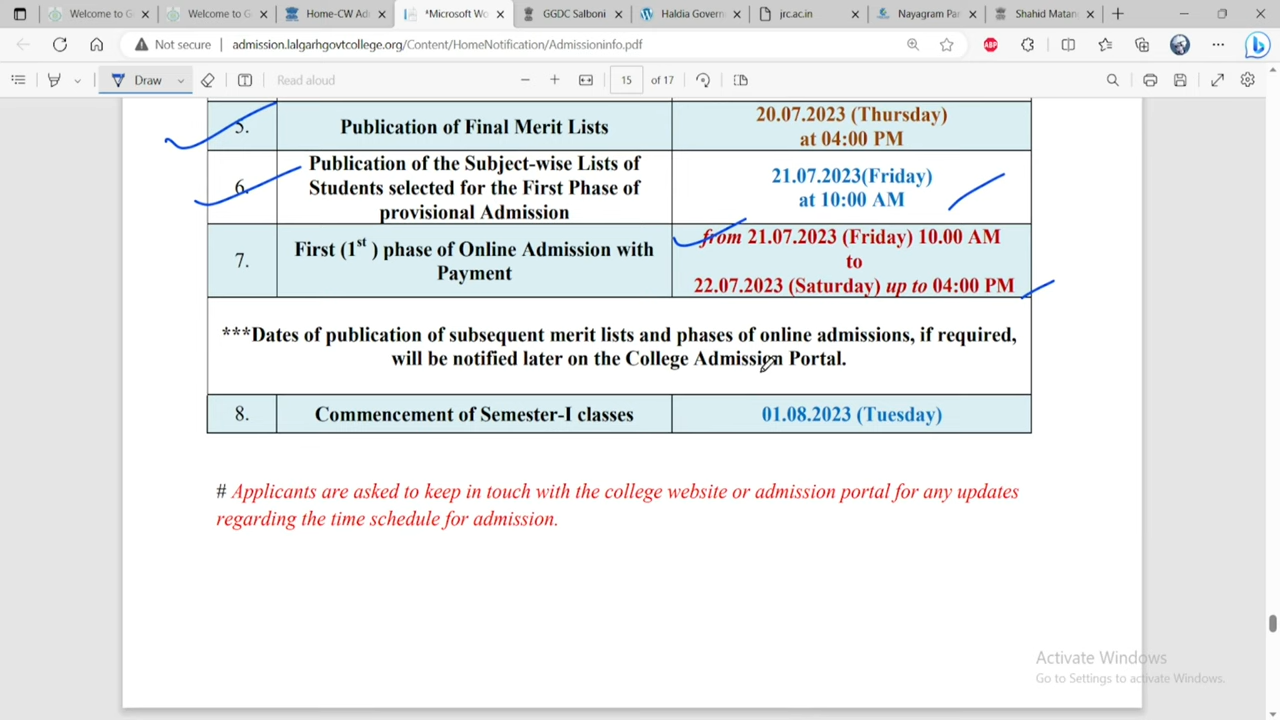 Welcome to G
Welcome to G
Home-CW Ad
*Microsoft Wo
GGDC Salboni
Haldia Govern
jrc.ac.in
Nayagram Pa
Shahid Matan
Not secure
admission.lalgarhgovtcollege.org/Content/HomeNotification/Admissioninfo.pdf
ABP
Draw
Read aloud
15 of 17
5. Publication of Final Merit Lists
20.07.2023 (Thursday)
at 04:00 PM
6. Publication of the Subject-wise Lists of
Students selected for the First Phase of
provisional Admission
21.07.2023(Friday)
at 10:00 AM
7. First (1st ) phase of Online Admission with
Payment
from 21.07.2023 (Friday) 10.00 AM
to
22.07.2023 (Saturday) up to 04:00 PM
***Dates of publication of subsequent merit lists and phases of online admissions, if required,
will be notified later on the College Admission Portal.
8. Commencement of Semester-I classes
01.08.2023 (Tuesday)
# Applicants are asked to keep in touch with the college website or admission portal for any updates
regarding the time schedule for admission.
Activate Windows
Go to Settings to activate Windows.